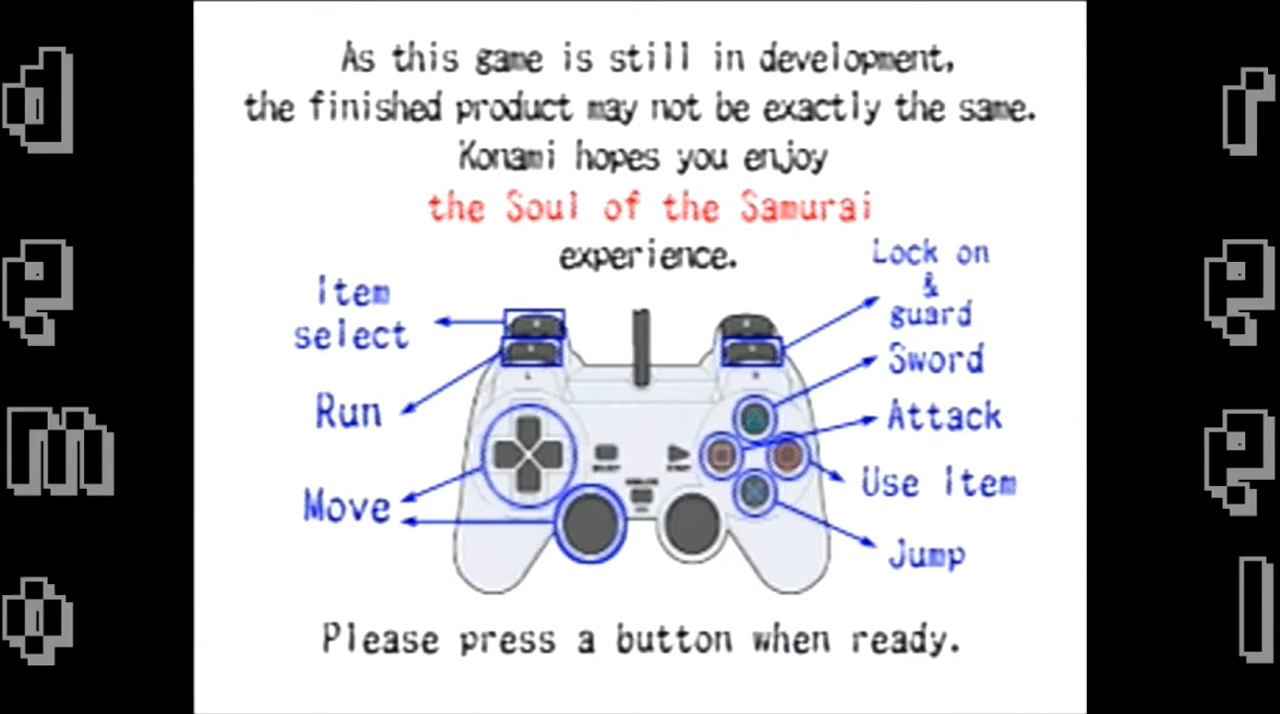 As this game is still in development,
the finished product may not be exactly the same.
Konami hopes you enjoy
the Soul of the Samurai
experience.
Lock on
&
guard
Item
select
Sword
Run
Attack
Use Item
Move
Jump
Please press a button when ready.
demo
reel